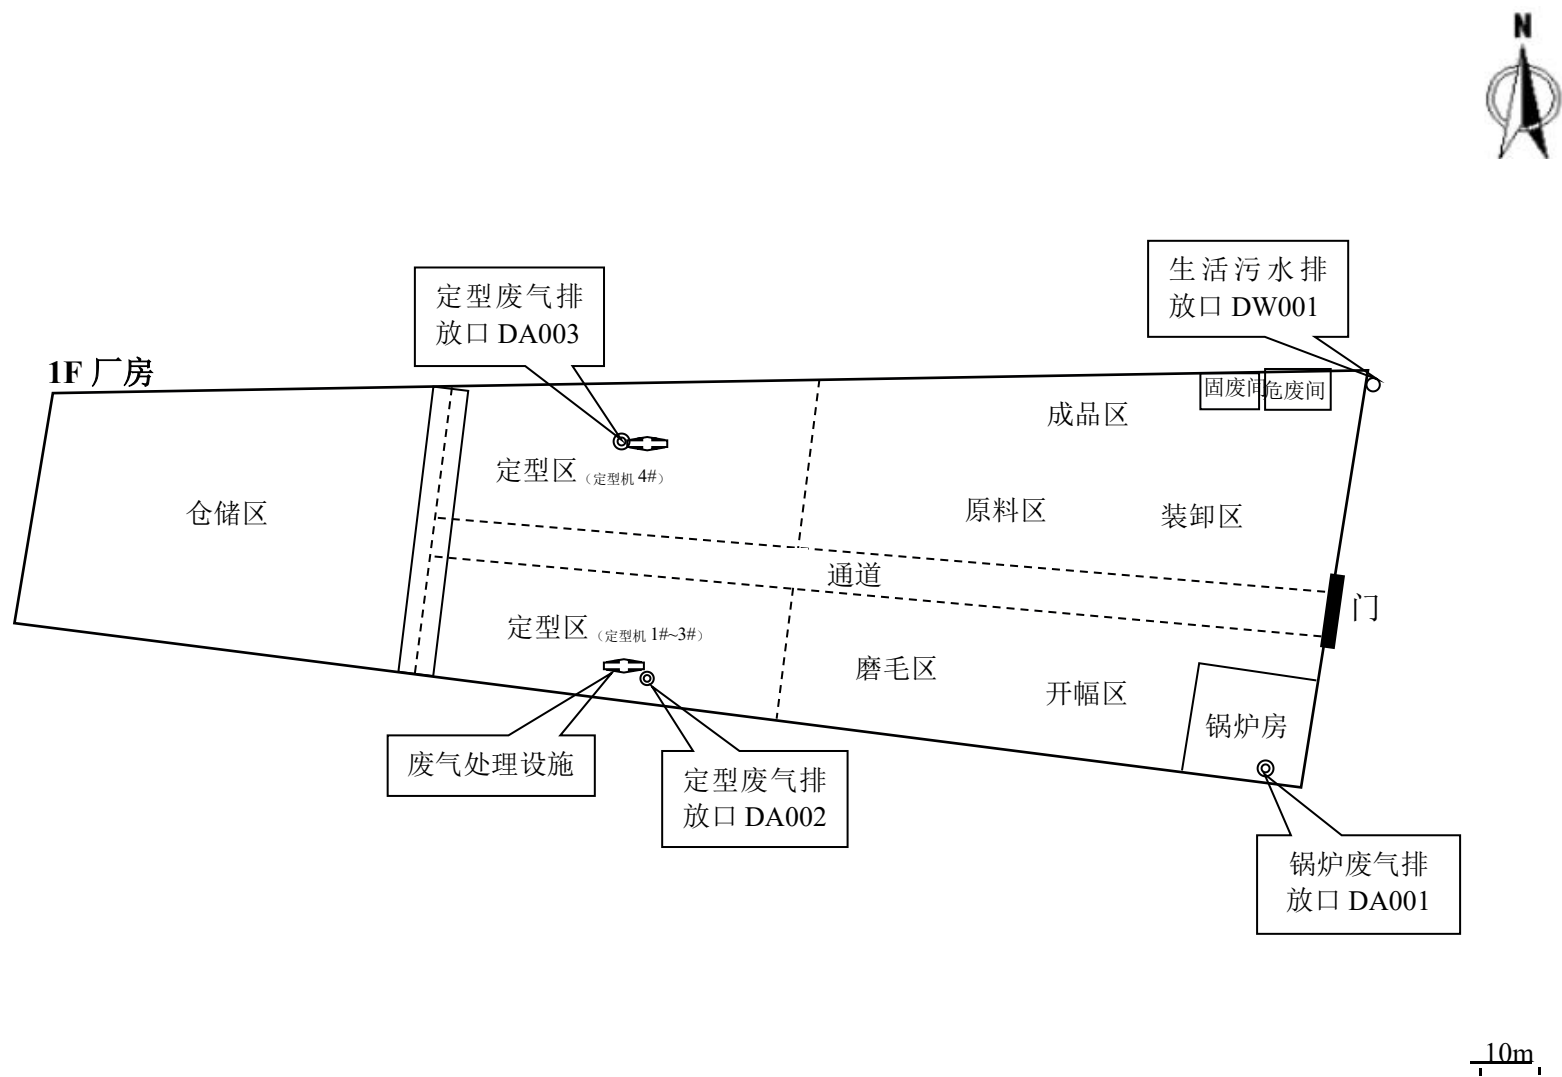 N
生活污水排
放口 DW001
定型废气排
放口 DA003
1F 厂房
固废间
危废间
成品区
定型区（定型机 4#）
仓储区
原料区
装卸区
通道
门
定型区（定型机 1#~3#）
磨毛区
开幅区
锅炉房
废气处理设施
定型废气排
放口 DA002
锅炉废气排
放口 DA001
10m